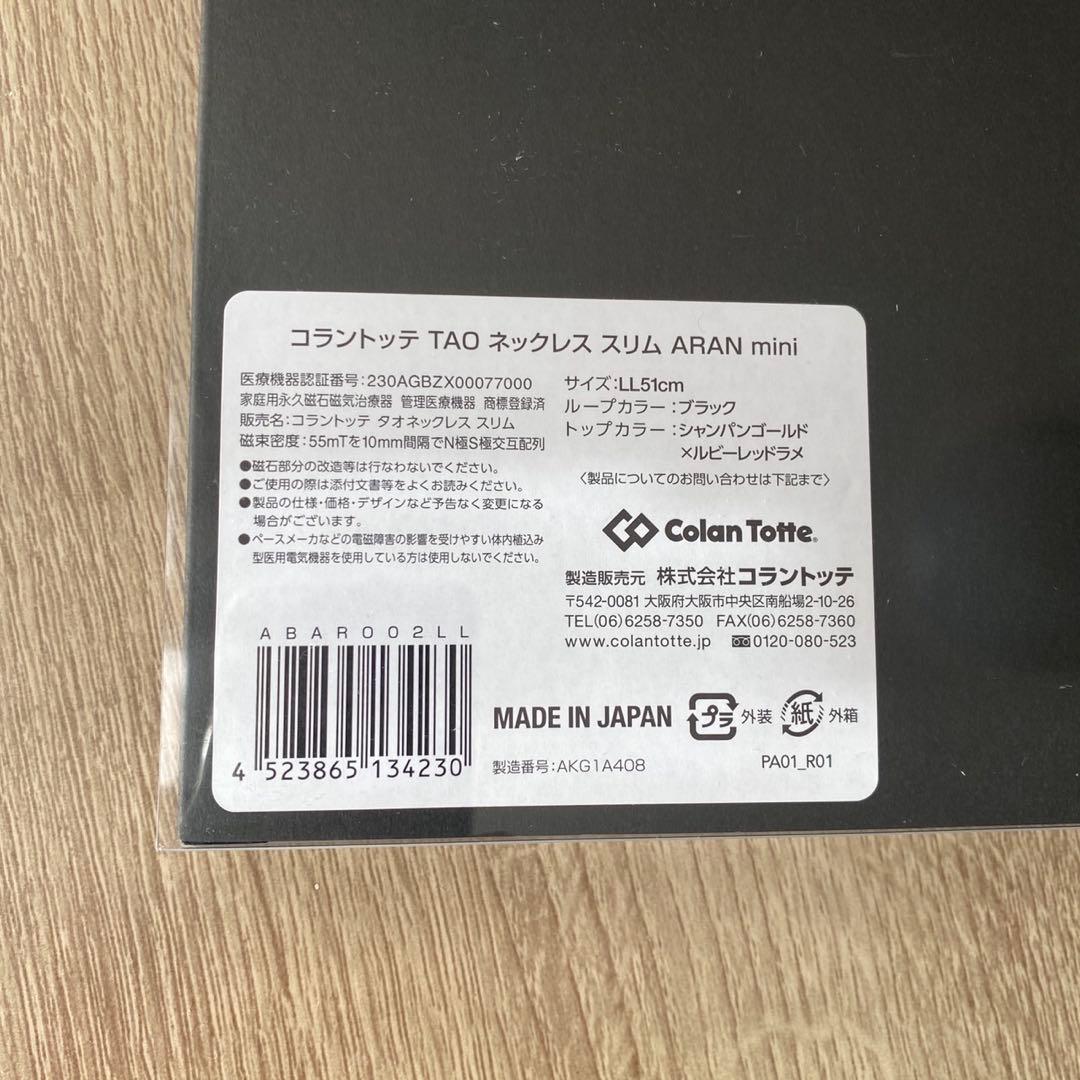 コラントッテ TAO ネックレス スリム ARAN mini
医療機器認証番号:230AGBZX00077000
家庭用永久磁石磁気治療器 管理医療機器 商標登録済
販売名:コラントッテ タオネックレス スリム
磁束密度:55mTを10mm間隔でN極S極交互配列
●磁石部分の改造等は行なわないでください。
●ご使用の際は添付文書等をよくお読みください。
●製品の仕様・価格・デザインなど予告なく変更になる
場合がございます。
●ペースメーカなどの電磁障害の影響を受けやすい体内植込み
型医用電気機器を使用している方は使用しないでください。
サイズ:LL51cm
ループカラー:ブラック
トップカラー:シャンパンゴールド
×ルビーレッドラメ
〈製品についてのお問い合わせは下記まで〉
Colan Totte®
製造販売元 株式会社コラントッテ
〒542-0081 大阪府大阪市中央区南船場2-10-26
TEL(06)6258-7350 FAX(06)6258-7360
www.colantotte.jp 0120-080-523
ABAR002LL
4 523865 134230
MADE IN JAPAN
プラ 外装
紙 外箱
製造番号:AKG1A408
PA01_R01